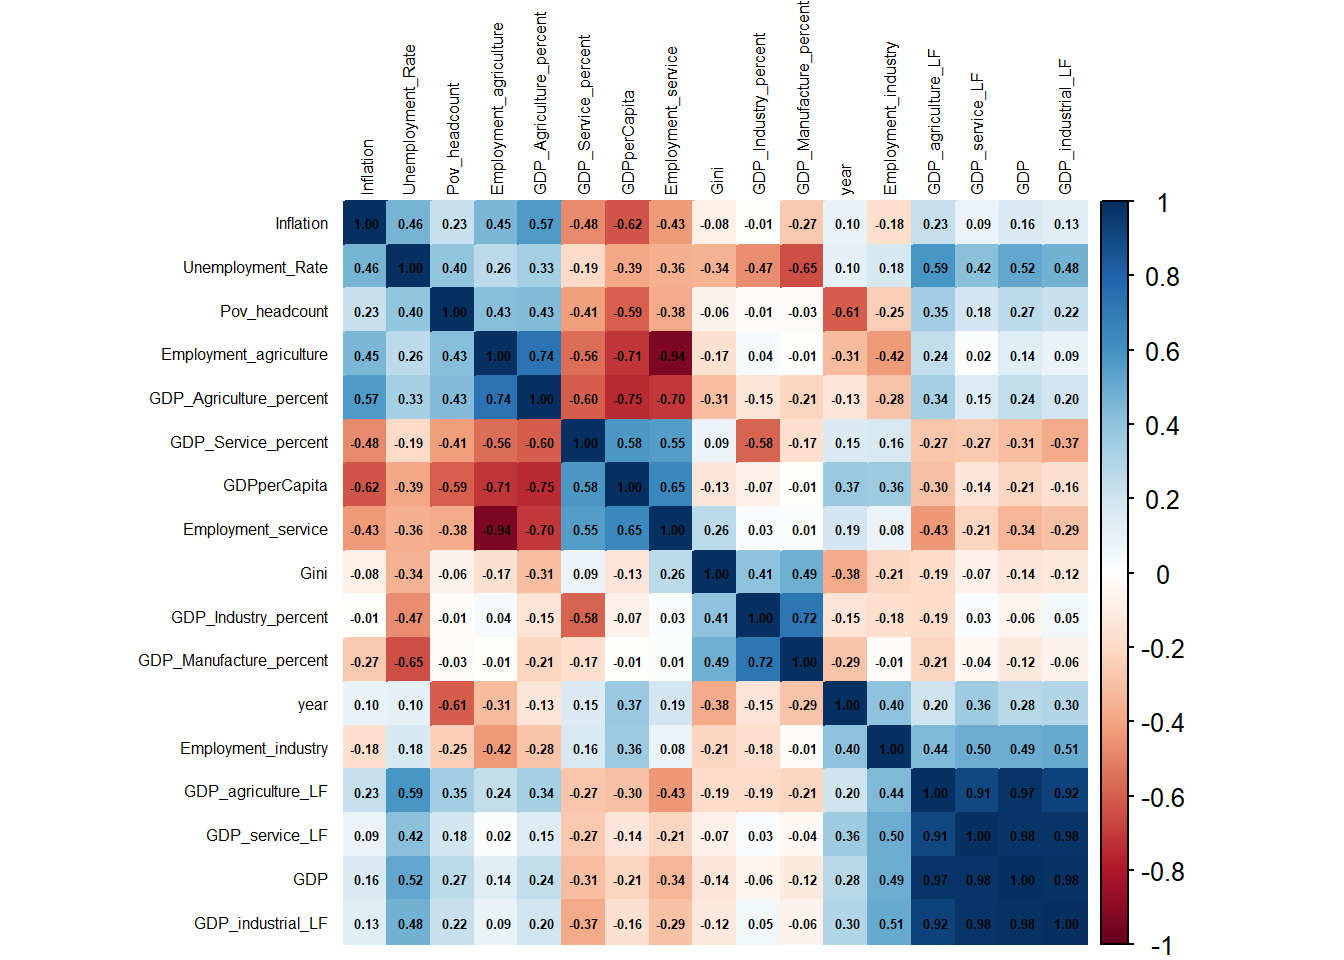 Inflation
Unemployment_Rate
Pov_headcount
Employment_agriculture
GDP_Agriculture_percent
GDP_Service_percent
GDPperCapita
Employment_service
Gini
GDP_Industry_percent
GDP_Manufacture_percent
year
Employment_industry
GDP_agriculture_LF
GDP_service_LF
GDP
GDP_industrial_LF
Inflation 1.00 0.46 0.23 0.45 0.57 -0.48 -0.62 -0.43 -0.08 -0.01 -0.27 0.10 -0.18 0.23 0.09 0.16 0.13
Unemployment_Rate 0.46 1.00 0.40 0.26 0.33 -0.19 -0.39 -0.36 -0.34 -0.47 -0.65 0.10 0.18 0.59 0.42 0.52 0.48
Pov_headcount 0.23 0.40 1.00 0.43 0.43 -0.41 -0.59 -0.38 -0.06 -0.01 -0.03 -0.61 -0.25 0.35 0.18 0.27 0.22
Employment_agriculture 0.45 0.26 0.43 1.00 0.74 -0.56 -0.71 -0.94 -0.17 0.04 -0.01 -0.31 -0.42 0.24 0.02 0.14 0.09
GDP_Agriculture_percent 0.57 0.33 0.43 0.74 1.00 -0.60 -0.75 -0.70 -0.31 -0.15 -0.21 -0.13 -0.28 0.34 0.15 0.24 0.20
GDP_Service_percent -0.48 -0.19 -0.41 -0.56 -0.60 1.00 0.58 0.55 0.09 -0.58 -0.17 0.15 0.16 -0.27 -0.27 -0.31 -0.37
GDPperCapita -0.62 -0.39 -0.59 -0.71 -0.75 0.58 1.00 0.65 -0.13 -0.07 -0.01 0.37 0.36 -0.30 -0.14 -0.21 -0.16
Employment_service -0.43 -0.36 -0.38 -0.94 -0.70 0.55 0.65 1.00 0.26 0.03 0.01 0.19 0.08 -0.43 -0.21 -0.34 -0.29
Gini -0.08 -0.34 -0.06 -0.17 -0.31 0.09 -0.13 0.26 1.00 0.41 0.49 -0.38 -0.21 -0.19 -0.07 -0.14 -0.12
GDP_Industry_percent -0.01 -0.47 -0.01 0.04 -0.15 -0.58 -0.07 0.03 0.41 1.00 0.72 -0.15 -0.18 -0.19 0.03 -0.06 0.05
GDP_Manufacture_percent -0.27 -0.65 -0.03 -0.01 -0.21 -0.17 -0.01 0.01 0.49 0.72 1.00 -0.29 -0.01 -0.21 -0.04 -0.12 -0.06
year 0.10 0.10 -0.61 -0.31 -0.13 0.15 0.37 0.19 -0.38 -0.15 -0.29 1.00 0.40 0.20 0.36 0.28 0.30
Employment_industry -0.18 0.18 -0.25 -0.42 -0.28 0.16 0.36 0.08 -0.21 -0.18 -0.01 0.40 1.00 0.44 0.50 0.49 0.51
GDP_agriculture_LF 0.23 0.59 0.35 0.24 0.34 -0.27 -0.30 -0.43 -0.19 -0.19 -0.21 0.20 0.44 1.00 0.91 0.97 0.92
GDP_service_LF 0.09 0.42 0.18 0.02 0.15 -0.27 -0.14 -0.21 -0.07 0.03 -0.04 0.36 0.50 0.91 1.00 0.98 0.98
GDP 0.16 0.52 0.27 0.14 0.24 -0.31 -0.21 -0.34 -0.14 -0.06 -0.12 0.28 0.49 0.97 0.98 1.00 0.98
GDP_industrial_LF 0.13 0.48 0.22 0.09 0.20 -0.37 -0.16 -0.29 -0.12 0.05 -0.06 0.30 0.51 0.92 0.98 0.98 1.00
1
0.8
0.6
0.4
0.2
0
-0.2
-0.4
-0.6
-0.8
-1